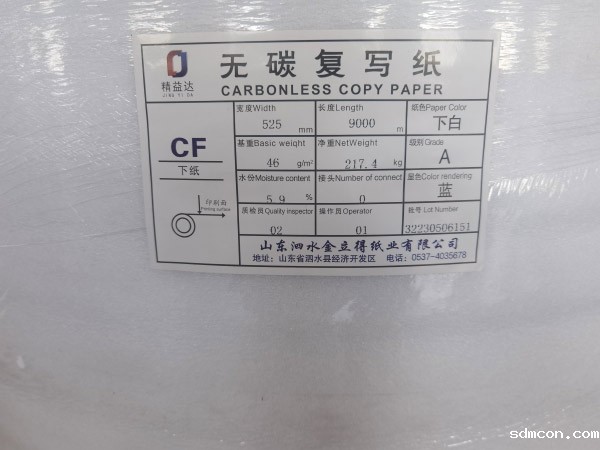 精益达
JING YI DA
无碳复写纸
CARBONLESS COPY PAPER
CF
下纸
印刷面
Printing surface
宽度Width
525 mm
长度Length
9000 m
纸色Paper Color
下白
基重Basic weight
46 g/m²
净重NetWeight
217.4 kg
级别Grade
A
水份Moisture content
5.9 %
接头Number of connect
0
显色Color rendering
蓝
质检员Quality inspector
02
操作员Operator
01
批号 Lot Number
32230506151
山东泗水金立得纸业有限公司
地址：山东省泗水县经济开发区 电话：0537-4035678
sdmcon.com